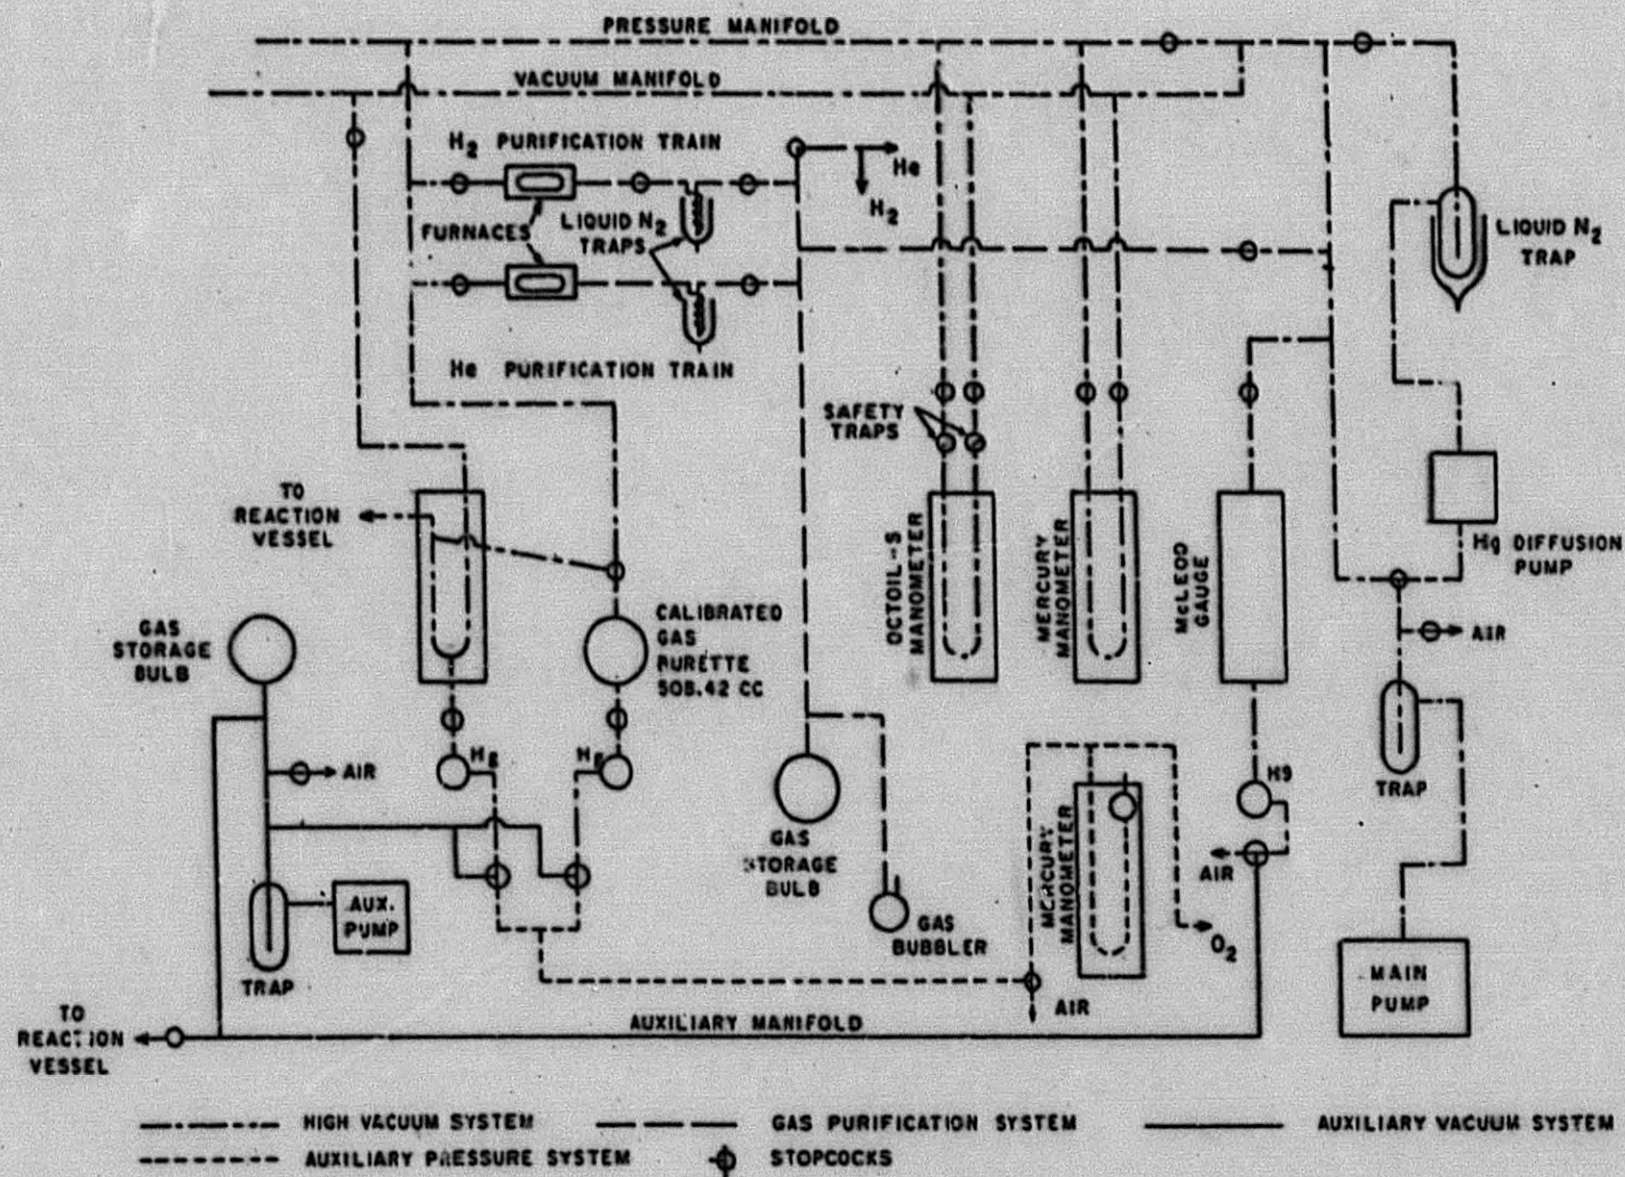 PRESSURE MANIFOLD
VACUUM MANIFOLD
H2 PURIFICATION TRAIN
He
H2
FURNACES
LIQUID N2
TRAPS
LIQUID N2
TRAP
He PURIFICATION TRAIN
SAFETY
TRAPS
TO
REACTION
VESSEL
OCTOIL-S
MANOMETER
MERCURY
MANOMETER
McLEOD
GAUGE
Hg DIFFUSION
PUMP
GAS
STORAGE
BULB
CALIBRATED
GAS
BURETTE
508.42 CC
AIR
AIR
Hg
Hg
H9
TRAP
GAS
STORAGE
BULB
MERCURY
MANOMETER
AIR
AUX.
PUMP
GAS
BUBBLER
O2
TRAP
MAIN
PUMP
AIR
TO
REACTION
VESSEL
AUXILIARY MANIFOLD
HIGH VACUUM SYSTEM
GAS PURIFICATION SYSTEM
AUXILIARY VACUUM SYSTEM
AUXILIARY PRESSURE SYSTEM
STOPCOCKS